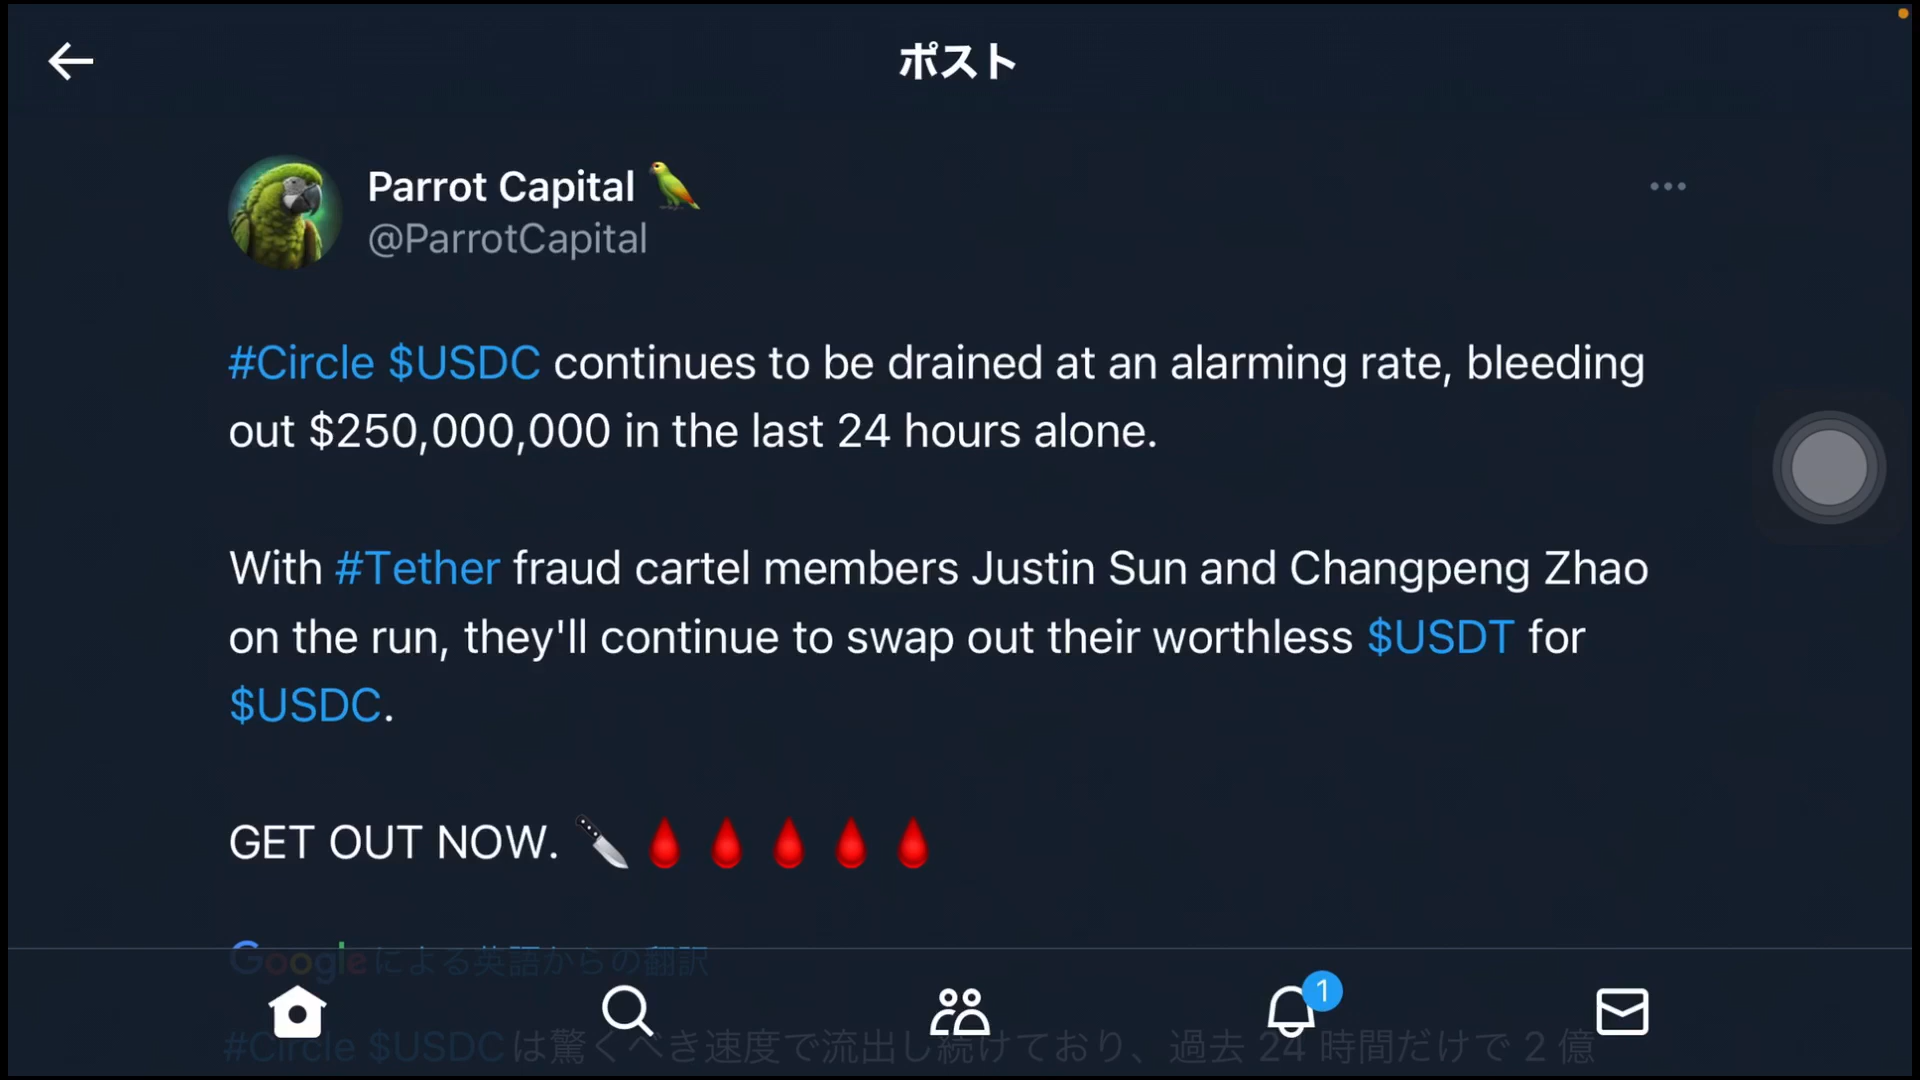 ポスト
Parrot Capital
@ParrotCapital
#Circle $USDC continues to be drained at an alarming rate, bleeding
out $250,000,000 in the last 24 hours alone.
With #Tether fraud cartel members Justin Sun and Changpeng Zhao
on the run, they'll continue to swap out their worthless $USDT for
$USDC.
GET OUT NOW.
Googleによる英語からの翻訳
1
#Circle $USDCは驚くべき速度で流出し続けており、過去 24 時間だけで 2 億